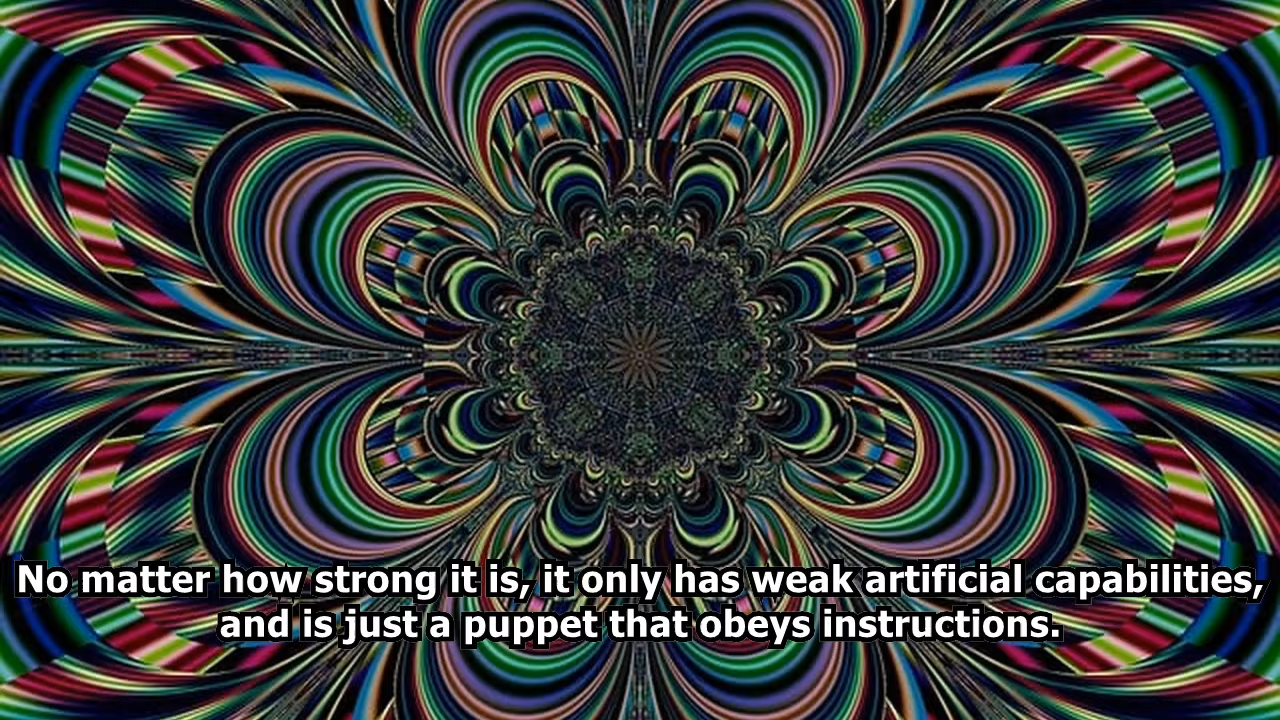 No matter how strong it is, it only has weak artificial capabilities,
and is just a puppet that obeys instructions.